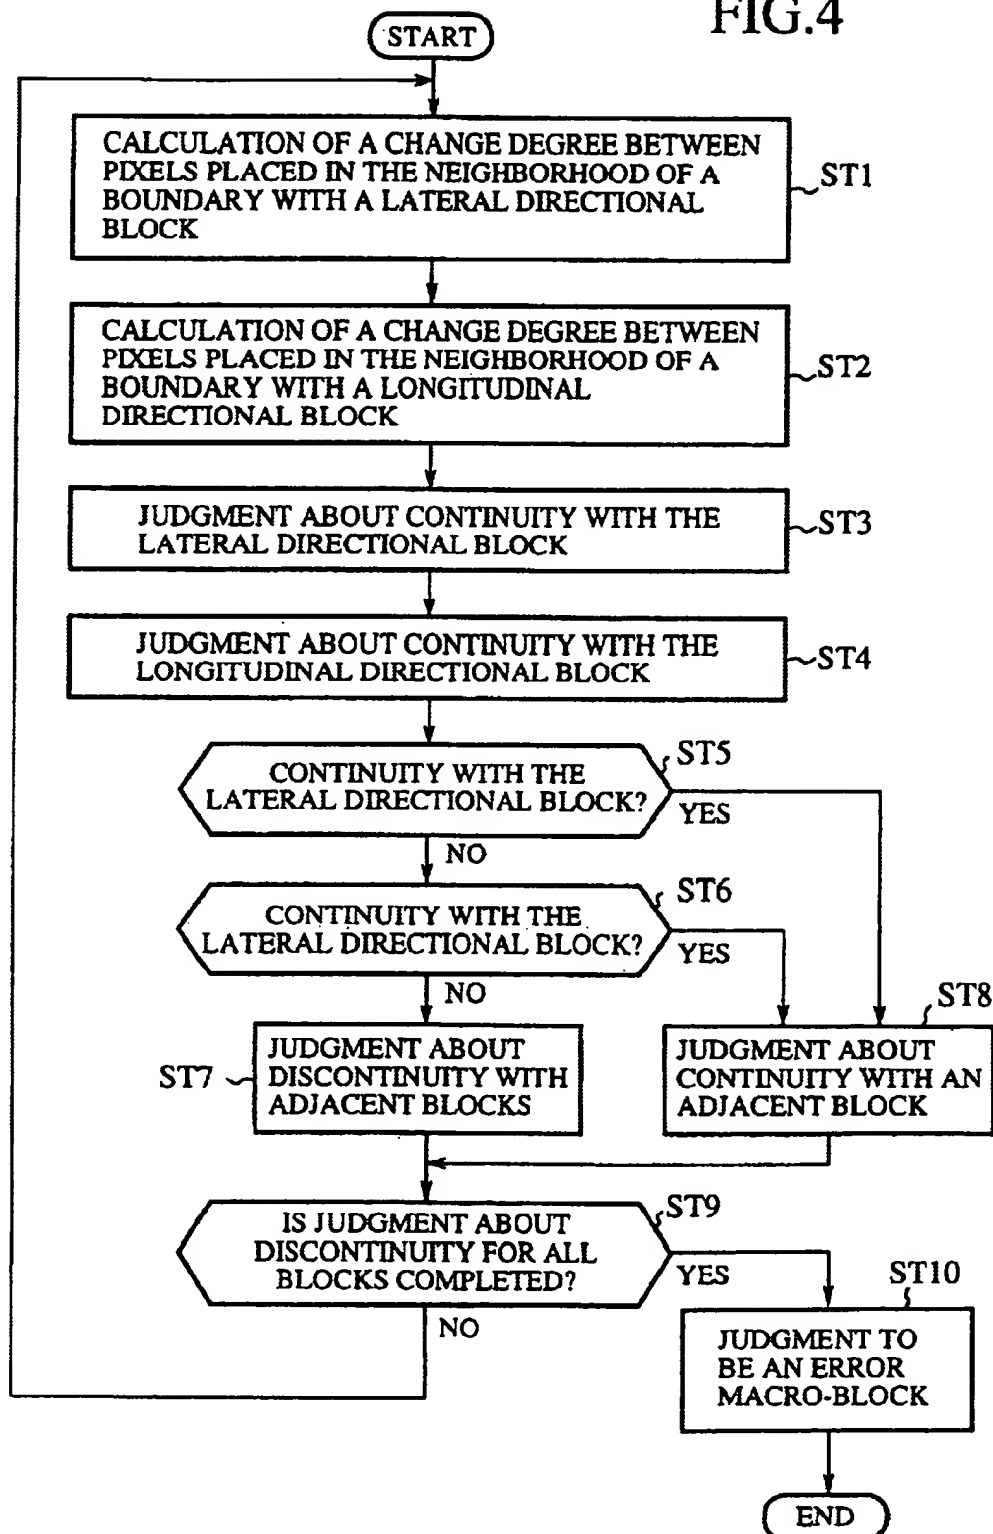 FIG.4
START
CALCULATION OF A CHANGE DEGREE BETWEEN
PIXELS PLACED IN THE NEIGHBORHOOD OF A
BOUNDARY WITH A LATERAL DIRECTIONAL
BLOCK
ST1
CALCULATION OF A CHANGE DEGREE BETWEEN
PIXELS PLACED IN THE NEIGHBORHOOD OF A
BOUNDARY WITH A LONGITUDINAL
DIRECTIONAL BLOCK
ST2
JUDGMENT ABOUT CONTINUITY WITH THE
LATERAL DIRECTIONAL BLOCK
ST3
JUDGMENT ABOUT CONTINUITY WITH THE
LONGITUDINAL DIRECTIONAL BLOCK
ST4
CONTINUITY WITH THE
LATERAL DIRECTIONAL BLOCK?
ST5
YES
NO
CONTINUITY WITH THE
LATERAL DIRECTIONAL BLOCK?
ST6
YES
NO
ST7
JUDGMENT ABOUT
DISCONTINUITY WITH
ADJACENT BLOCKS
ST8
JUDGMENT ABOUT
CONTINUITY WITH AN
ADJACENT BLOCK
IS JUDGMENT ABOUT
DISCONTINUITY FOR ALL
BLOCKS COMPLETED?
ST9
YES
NO
ST10
JUDGMENT TO
BE AN ERROR
MACRO-BLOCK
END